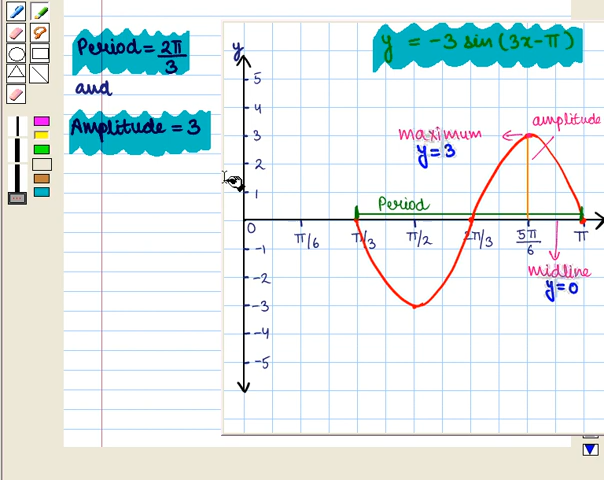 Period = 2π/3
and
Amplitude = 3
y = -3 sin (3x-π)
y
5
4
3
2
1
0
-1
-2
-3
-4
-5
π/6
π/3
π/2
2π/3
5π/6
π
maximum
y=3
amplitude
Period
midline
y=0